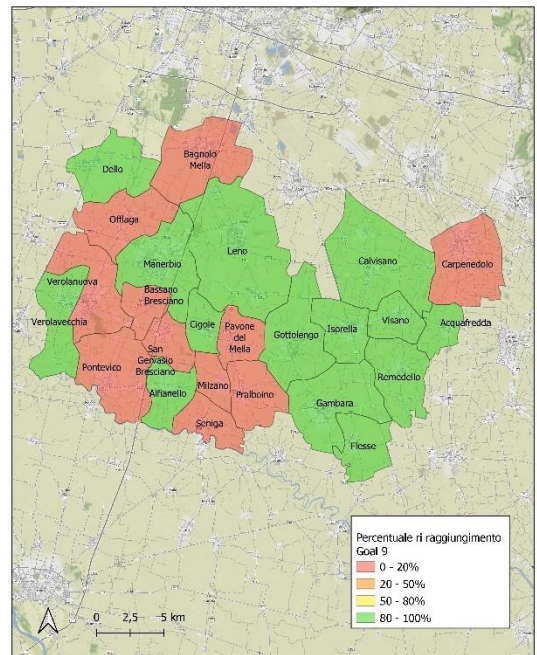 Bagnolo
Mella
Dello
Offlaga
Leno
Manerbio
Calvisano
Carpenedolo
Verolanuova
Bassano
Bresciano
Verolavecchia
Cigole
Pavone
del
Mella
Gottolengo
Isorella
Visano
Acquafredda
San
Gervasio
Bresciano
Pontevico
Alfianello
Milzano
Pralboino
Remedello
Gambara
Seniga
Fiesse
Percentuale ri raggiungimento
Goal 9
0 - 20%
20 - 50%
50 - 80%
80 - 100%
0 2,5 5 km